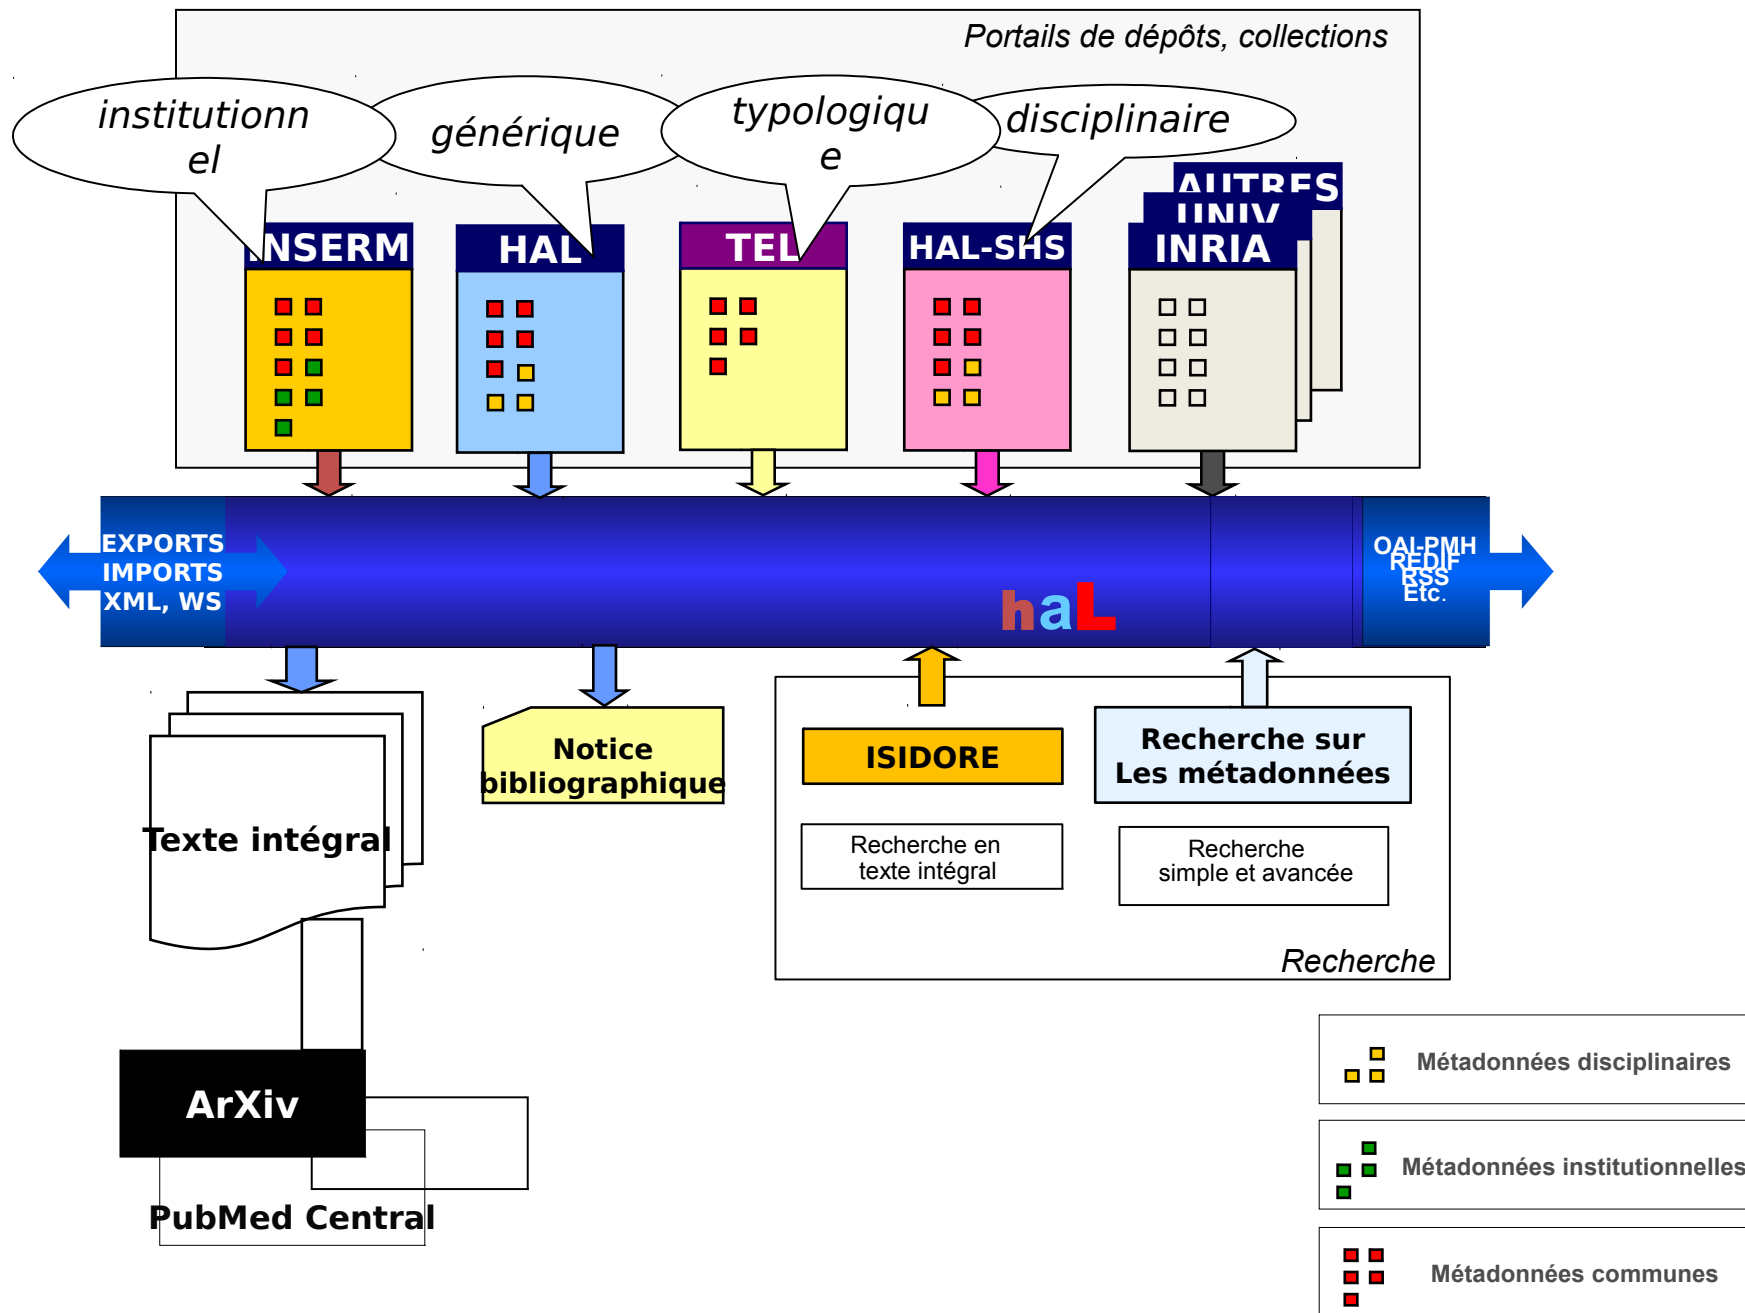 Portails de dépôts, collections
institutionn
el
générique
typologiqu
e
disciplinaire
INSERM
HAL
TEL
HAL-SHS
AUTRES
UNIV
INRIA
EXPORTS
IMPORTS
XML, WS
haL
OAI-PMH
REDIF
RSS
Etc.
Texte intégral
Notice
bibliographique
ISIDORE
Recherche sur
Les métadonnées
Recherche en
texte intégral
Recherche
simple et avancée
Recherche
ArXiv
PubMed Central
Métadonnées disciplinaires
Métadonnées institutionnelles
Métadonnées communes